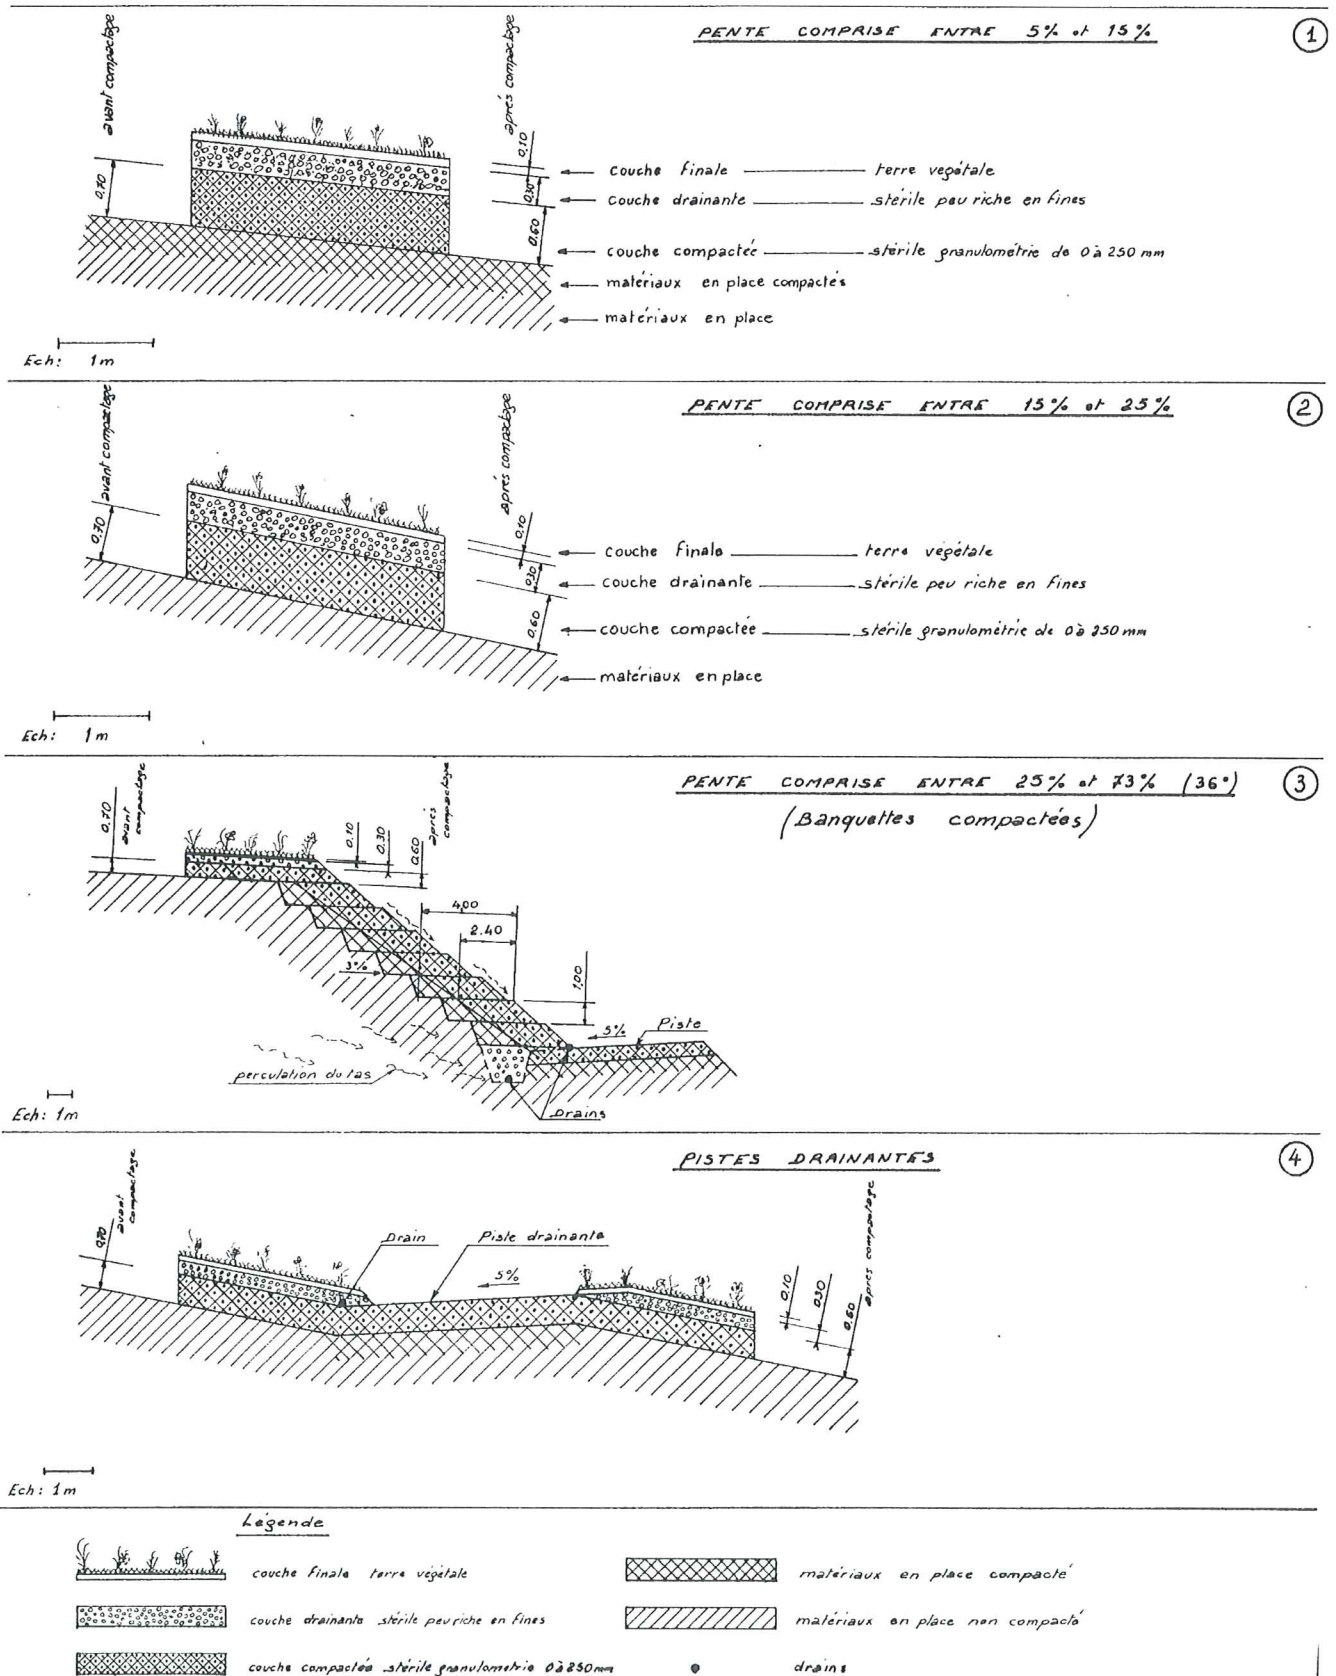 PENTE COMPRISE ENTRE 5% et 15%
1
avant compactage
après compactage
0,70
0,10
0,30
0,60
couche finale terre végétale
couche drainante stérile peu riche en fines
couche compactée stérile granulométrie de 0 à 250 mm
matériaux en place compactés
matériaux en place
Ech: 1m
PENTE COMPRISE ENTRE 15% et 25%
2
avant compactage
après compactage
0,70
0,10
0,30
0,60
couche finale terre végétale
couche drainante stérile peu riche en fines
couche compactée stérile granulométrie de 0 à 250 mm
matériaux en place
Ech: 1m
PENTE COMPRISE ENTRE 25% et 73% (36°)
(Banquettes compactées)
3
avant compactage
après compactage
0,70
0,10
0,30
0,60
4,00
2.40
1,00
3%
5%
Piste
perculation du tas
Drains
Ech: 1m
PISTES DRAINANTES
4
avant compactage
après compactage
0,70
Drain
Piste drainante
5%
0,10
0,30
0,60
Ech: 1m
Légende
couche finale terre végétale
matériaux en place compacté
couche drainante stérile peu riche en fines
matériaux en place non compacté
couche compactée stérile granulometrie 0 à 250 mm
drains